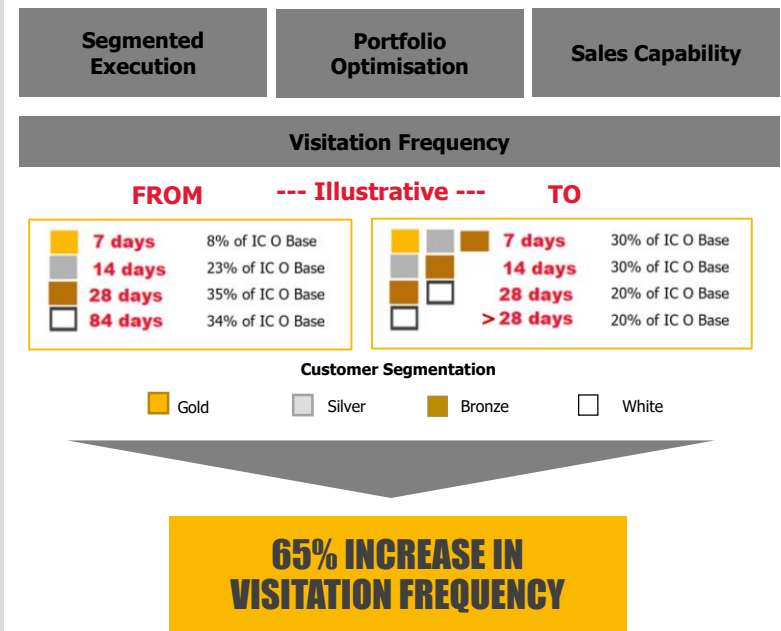 Segmented
Execution
Portfolio
Optimisation
Sales Capability
Visitation Frequency
FROM --- Illustrative --- TO
7 days 8% of IC O Base
14 days 23% of IC O Base
28 days 35% of IC O Base
84 days 34% of IC O Base
7 days 30% of IC O Base
14 days 30% of IC O Base
28 days 20% of IC O Base
>28 days 20% of IC O Base
Customer Segmentation
Gold Silver Bronze White
65% INCREASE IN
VISITATION FREQUENCY